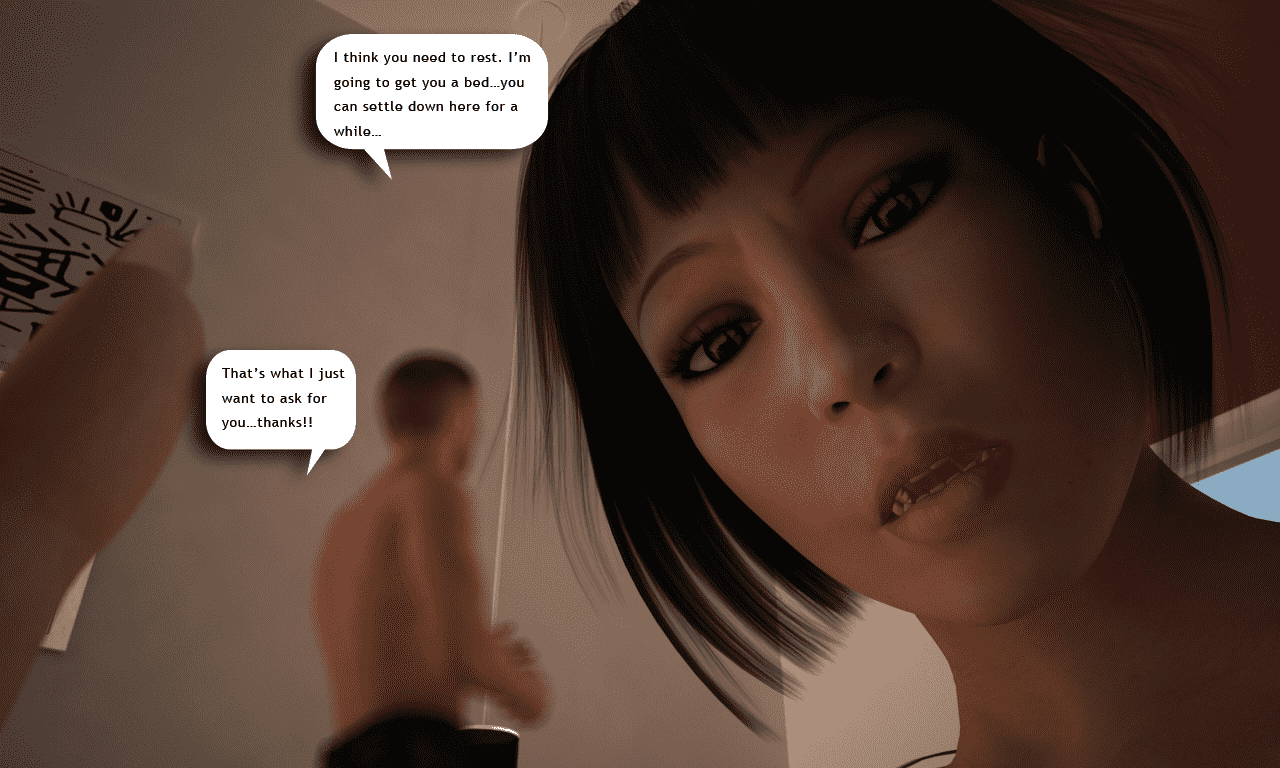 I think you need to rest. I'm
going to get you a bed...you
can settle down here for a
while...
That's what I just
want to ask for
you...thanks!!